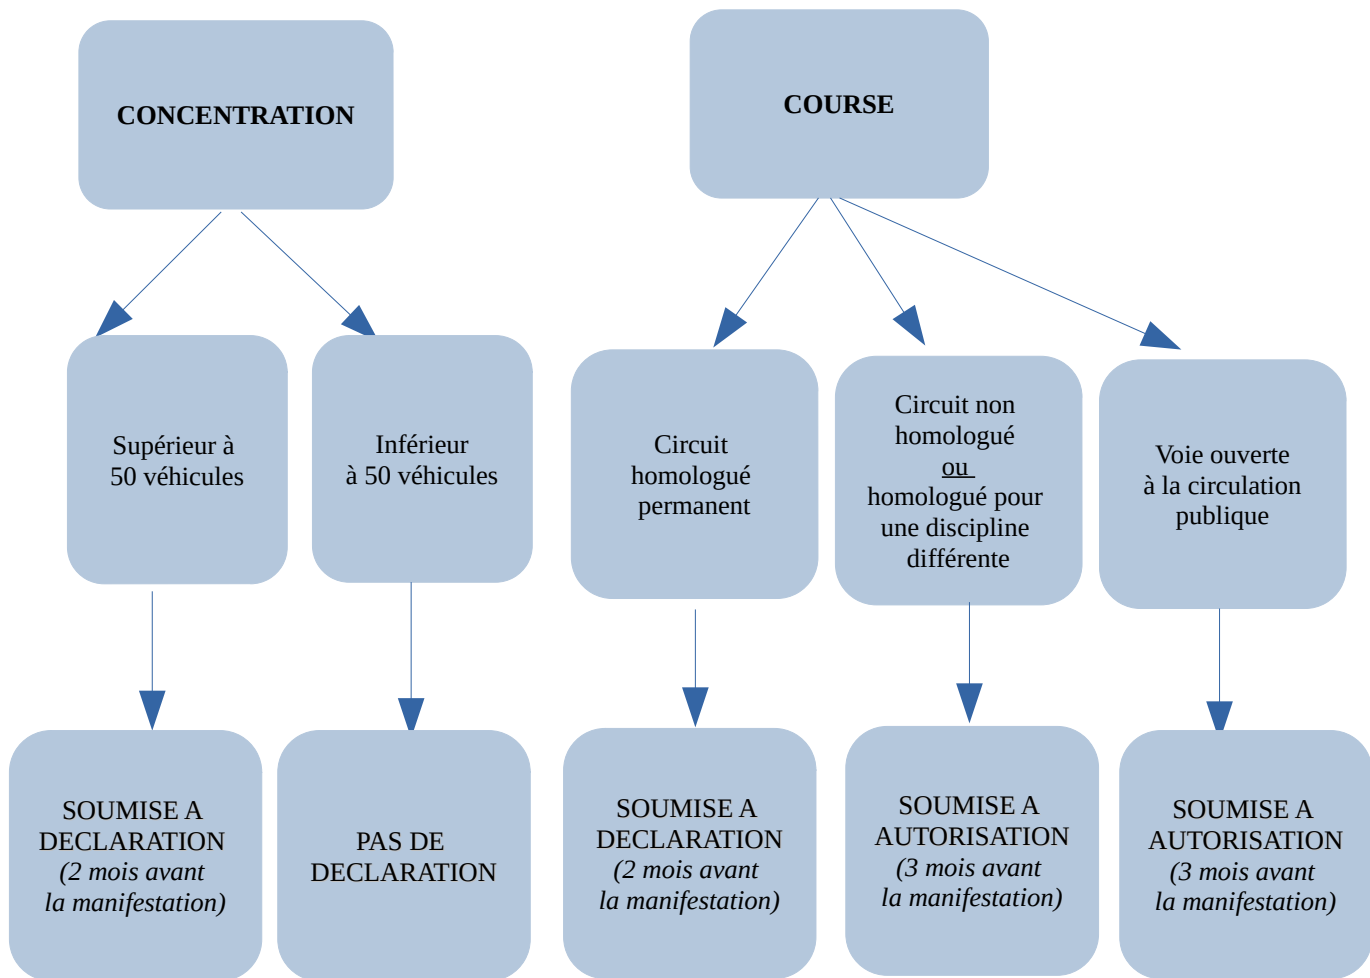 CONCENTRATION
COURSE
Supérieur à
50 véhicules
Inférieur
à 50 véhicules
Circuit
homologué
permanent
Circuit non
homologué
ou
homologué pour
une discipline
différente
Voie ouverte
à la circulation
publique
SOUMISE A
DECLARATION
(2 mois avant
la manifestation)
PAS DE
DECLARATION
SOUMISE A
DECLARATION
(2 mois avant
la manifestation)
SOUMISE A
AUTORISATION
(3 mois avant
la manifestation)
SOUMISE A
AUTORISATION
(3 mois avant
la manifestation)